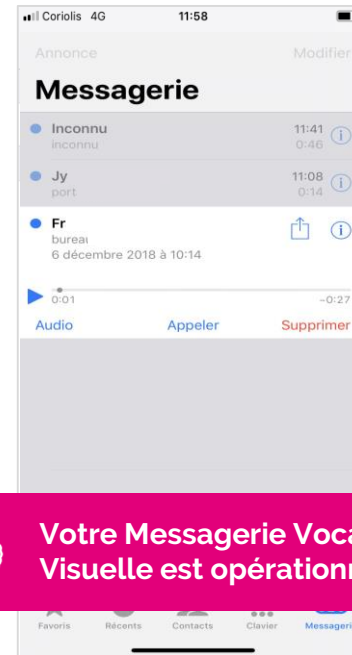 Coriolis 4G 11:58
Annonce Modifier
Messagerie
Inconnu 11:41
inconnu 0:46
Jy 11:08
port 0:14
Fr
bureau
6 décembre 2018 à 10:14
0:01 -0:27
Audio Appeler Supprimer
Votre Messagerie Voca
Visuelle est opérationn
Favoris Récents Contacts Clavier Messagerie